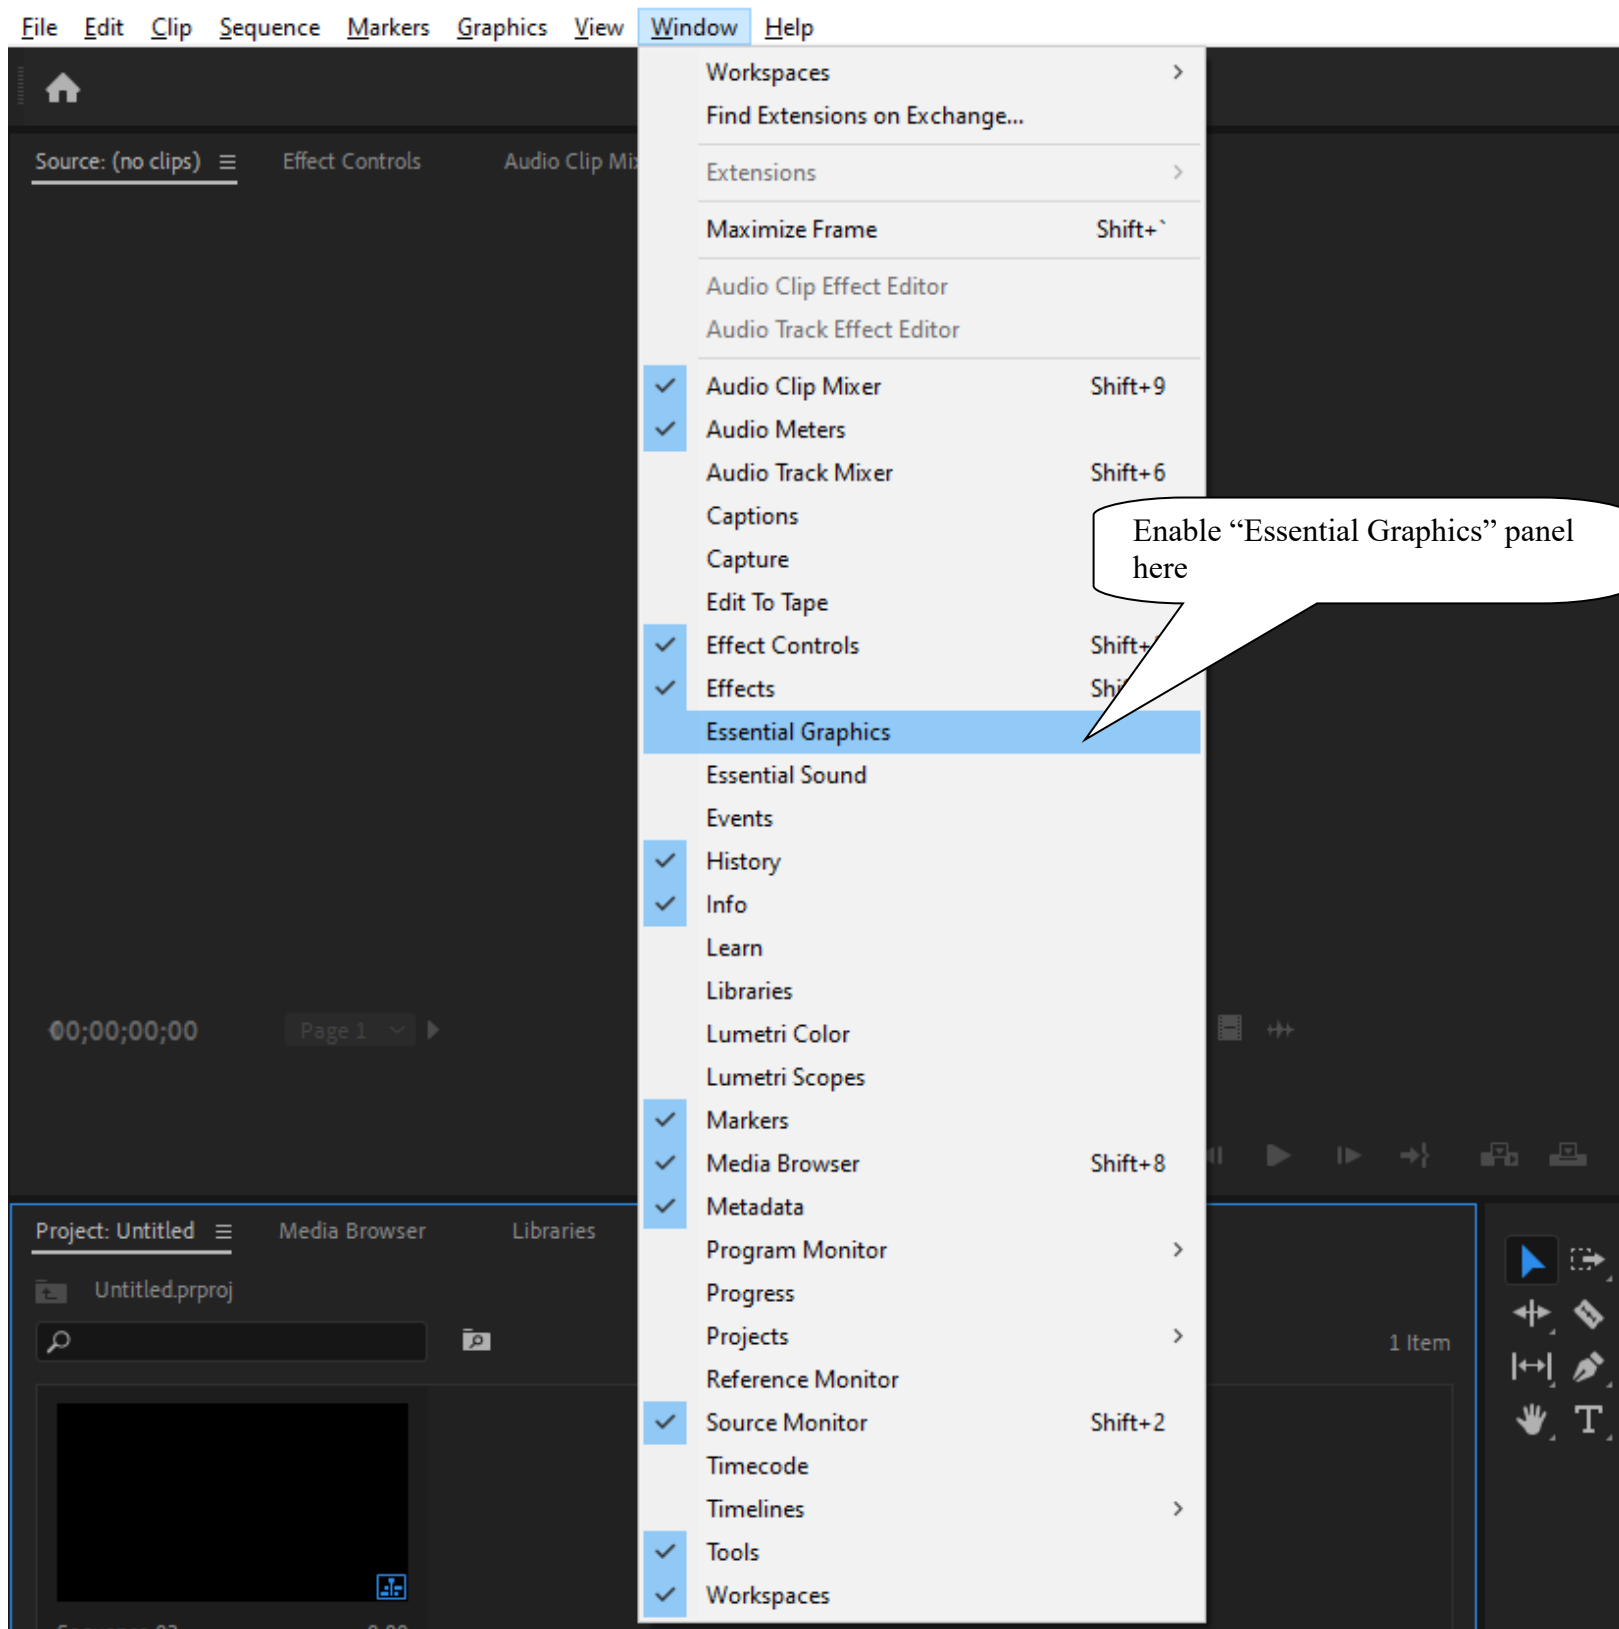 File Edit Clip Sequence Markers Graphics View Window Help
Workspaces
Find Extensions on Exchange...
Source: (no clips) Effect Controls Audio Clip
Extensions
Maximize Frame Shift+`
Audio Clip Effect Editor
Audio Track Effect Editor
Audio Clip Mixer Shift+9
Audio Meters
Audio Track Mixer Shift+6
Captions
Enable “Essential Graphics” panel
here
Capture
Edit To Tape
Effect Controls
Effects
Essential Graphics
Essential Sound
Events
History
Info
Learn
Libraries
00;00;00;00 Page 1
Lumetri Color
Lumetri Scopes
Markers
Media Browser Shift+8
Metadata
Project: Untitled Media Browser Libraries
Program Monitor
Untitled.prproj
Progress
Projects
1 Item
Reference Monitor
Source Monitor Shift+2
Timecode
Timelines
Tools
Workspaces